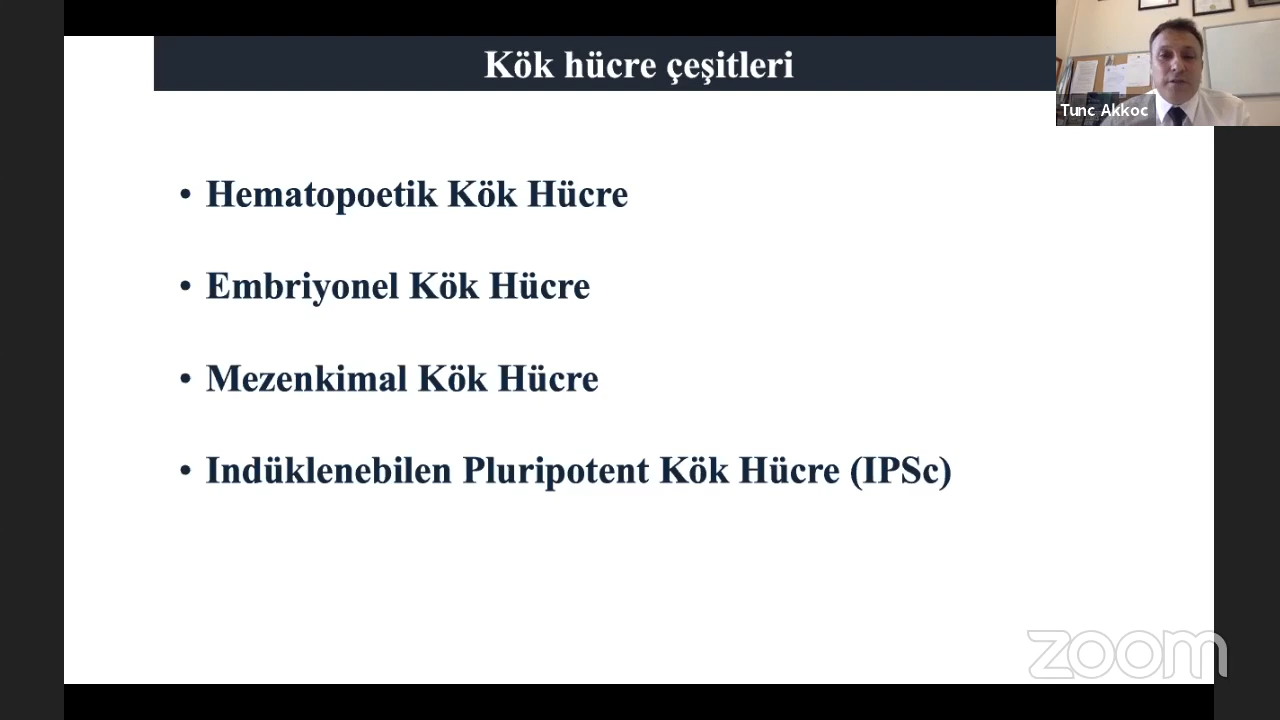 Kök hücre çeşitleri
Tunc Akkoc
• Hematopoetik Kök Hücre
• Embriyonel Kök Hücre
• Mezenkimal Kök Hücre
• Indüklenebilen Pluripotent Kök Hücre (IPSc)
zoom